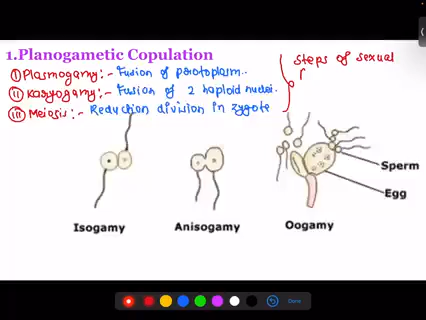 1.Planogametic Copulation
Steps of sexual
(i) Plasmogamy:- Fusion of protoplasm..
(ii) Karyogamy:- Fusion of 2 haploid nuclei.
(iii) Meiosis:- Reduction division in zygote
Sperm
Egg
Isogamy
Anisogamy
Oogamy
Done